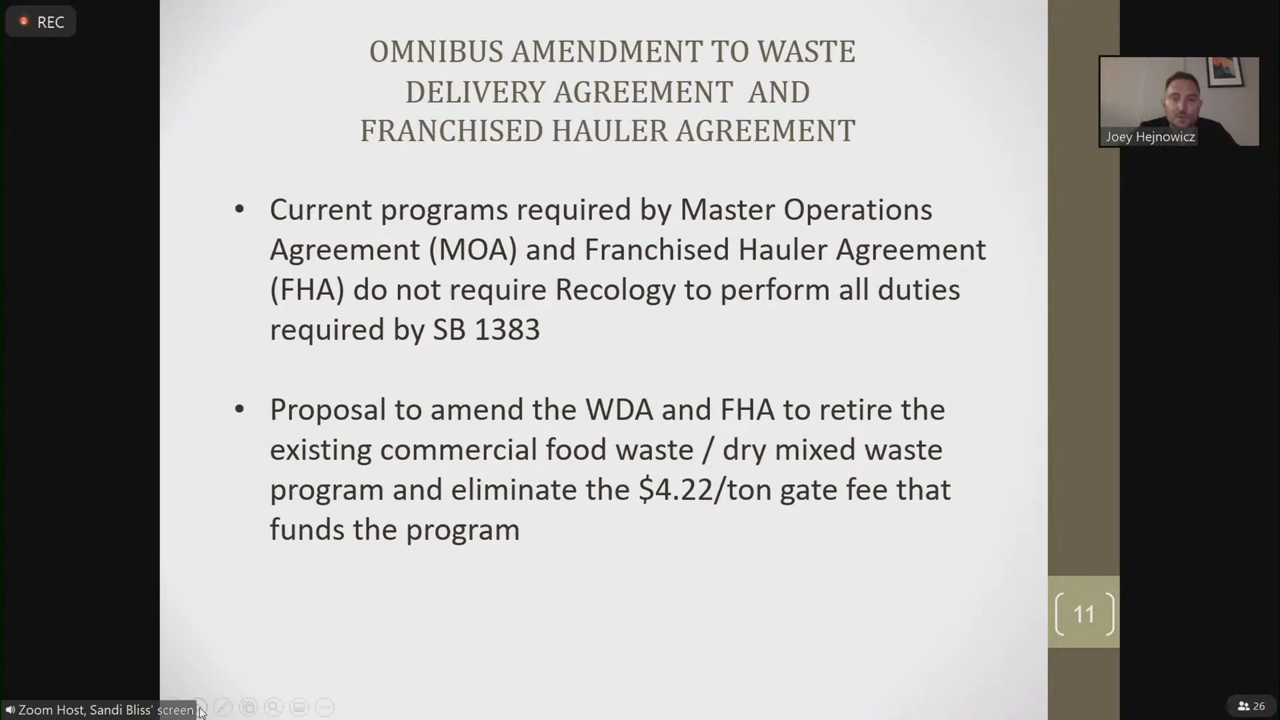 REC
OMNIBUS AMENDMENT TO WASTE
DELIVERY AGREEMENT AND
FRANCHISED HAULER AGREEMENT
Joey Hejnowicz
• Current programs required by Master Operations
Agreement (MOA) and Franchised Hauler Agreement
(FHA) do not require Recology to perform all duties
required by SB 1383
• Proposal to amend the WDA and FHA to retire the
existing commercial food waste / dry mixed waste
program and eliminate the $4.22/ton gate fee that
funds the program
11
Zoom Host, Sandi Bliss' screen
26